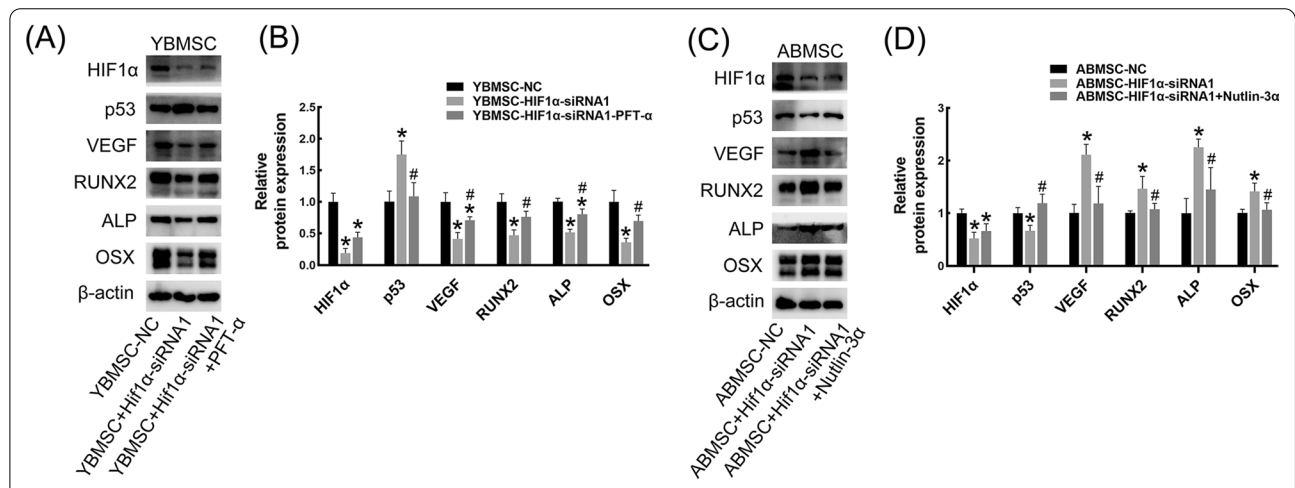 (A)
YBMSC
HIF1α
p53
VEGF
RUNX2
ALP
OSX
β-actin
YBMSC-NC
YBMSC+Hif1α-siRNA1
YBMSC+Hif1α-siRNA1
+PFT-α
(B)
YBMSC-NC
YBMSC-HIF1α-siRNA1
YBMSC-HIF1α-siRNA1-PFT-α
Relative
protein expression
2.5
2.0
1.5
1.0
0.5
0.0
* * * * # * * # * # * * # *
HIF1α p53 VEGF RUNX2 ALP OSX
(C)
ABMSC
HIF1α
p53
VEGF
RUNX2
ALP
OSX
β-actin
ABMSC-NC
ABMSC+Hif1α-siRNA1
ABMSC+Hif1α-siRNA1
+Nutlin-3α
(D)
ABMSC-NC
ABMSC-HIF1α-siRNA1
ABMSC-HIF1α-siRNA1+Nutlin-3α
Relative
protein expression
3
2
1
0
* * * # * # * # * # * #
HIF1α p53 VEGF RUNX2 ALP OSX